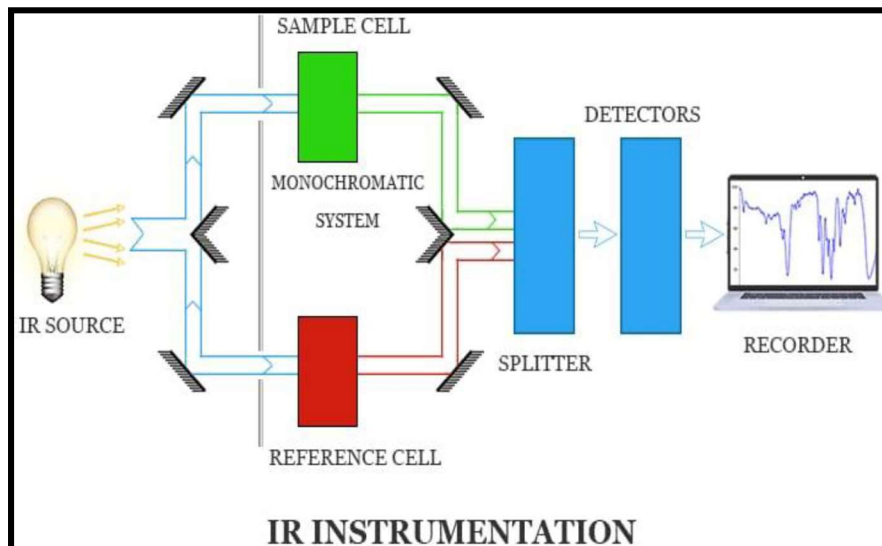 SAMPLE CELL
DETECTORS
MONOCHROMATIC
SYSTEM
IR SOURCE
SPLITTER
RECORDER
REFERENCE CELL
IR INSTRUMENTATION